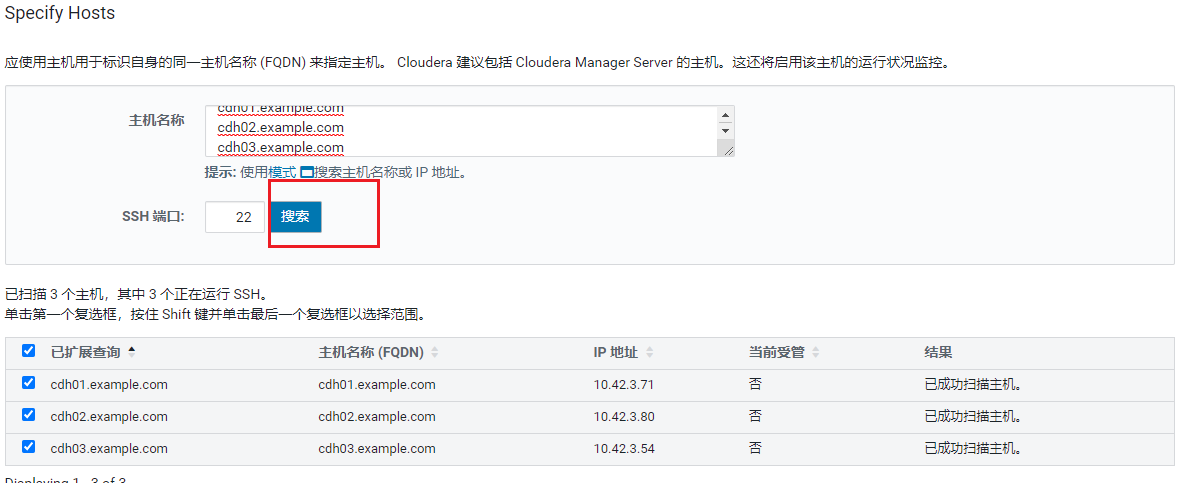 Specify Hosts
应使用主机用于标识自身的同一主机名称 (FQDN) 来指定主机。 Cloudera 建议包括 Cloudera Manager Server 的主机。这还将启用该主机的运行状况监控。
主机名称
cdh01.example.com
cdh02.example.com
cdh03.example.com
提示: 使用模式 搜索主机名称或 IP 地址。
SSH 端口: 22 搜索
已扫描 3 个主机，其中 3 个正在运行 SSH。
单击第一个复选框，按住 Shift 键并单击最后一个复选框以选择范围。
已扩展查询 主机名称 (FQDN) IP 地址 当前受管 结果
cdh01.example.com cdh01.example.com 10.42.3.71 否 已成功扫描主机。
cdh02.example.com cdh02.example.com 10.42.3.80 否 已成功扫描主机。
cdh03.example.com cdh03.example.com 10.42.3.54 否 已成功扫描主机。
Displaying 1 - 3 of 3